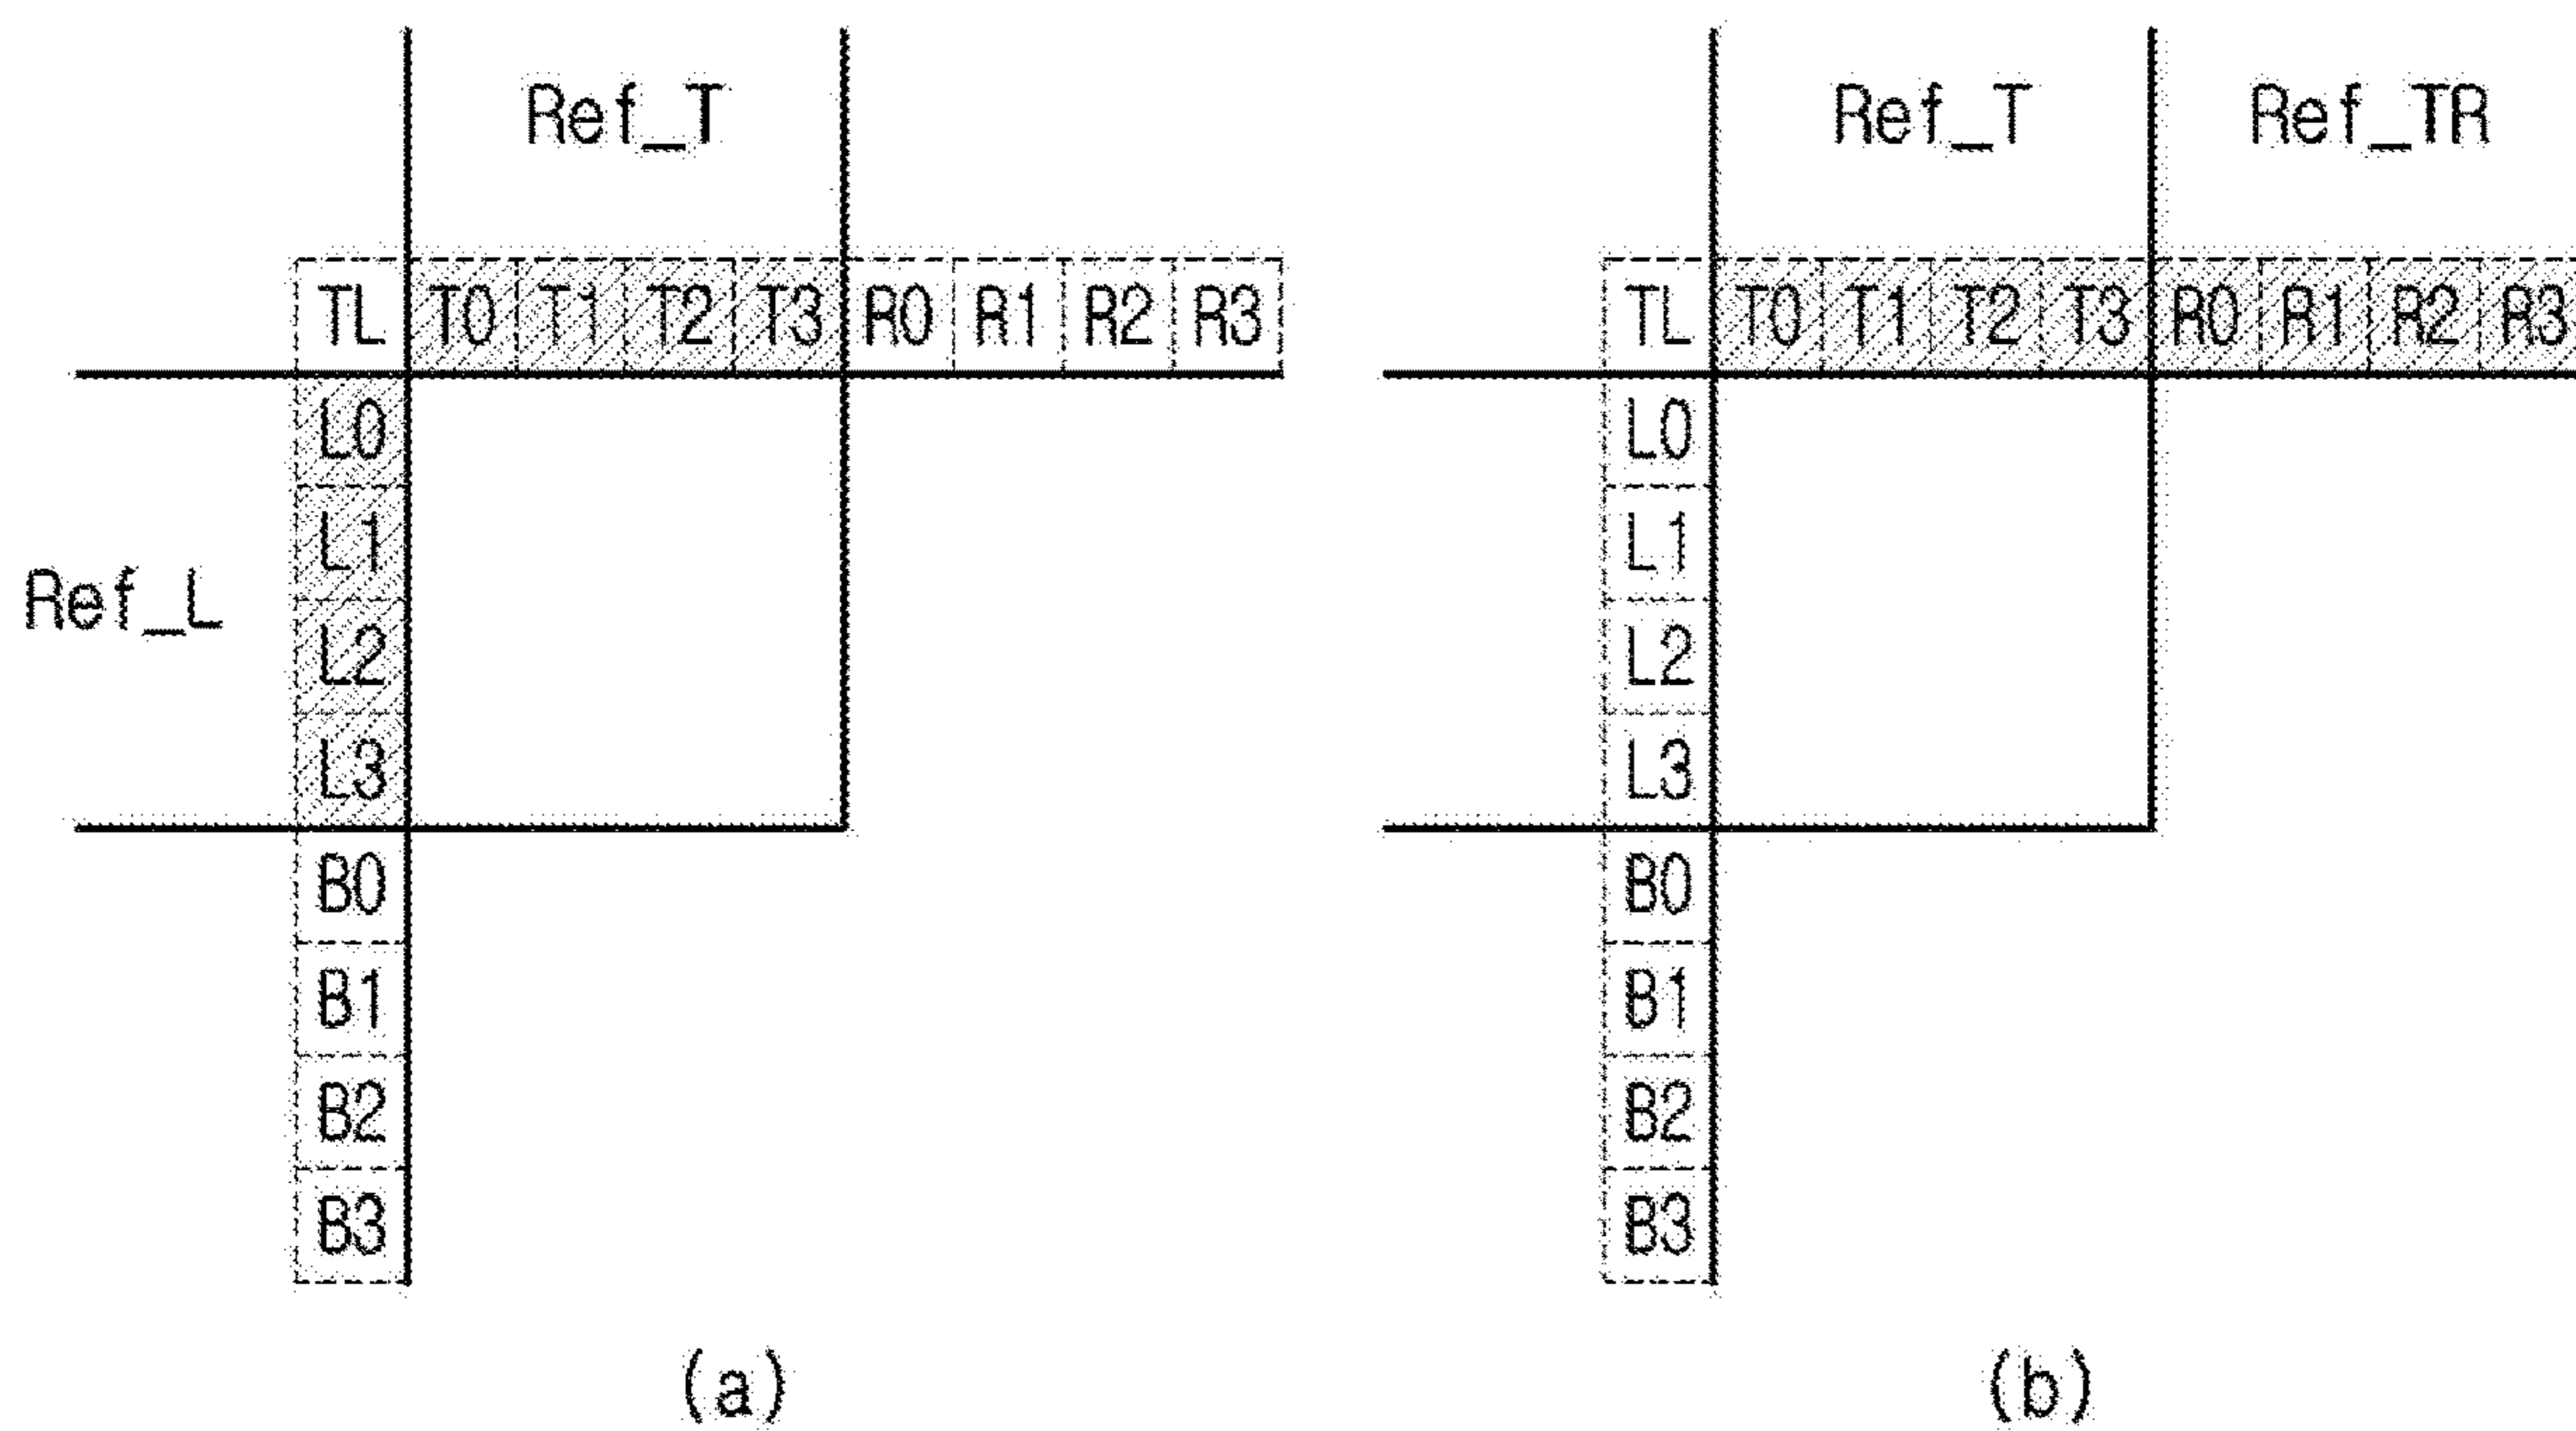 Ref_T
TL T0 T1 T2 T3 R0 R1 R2 R3
L0
L1
Ref_L
L2
L3
B0
B1
B2
B3
(a)
Ref_T Ref_TR
TL T0 T1 T2 T3 R0 R1 R2 R3
L0
L1
L2
L3
B0
B1
B2
B3
(b)